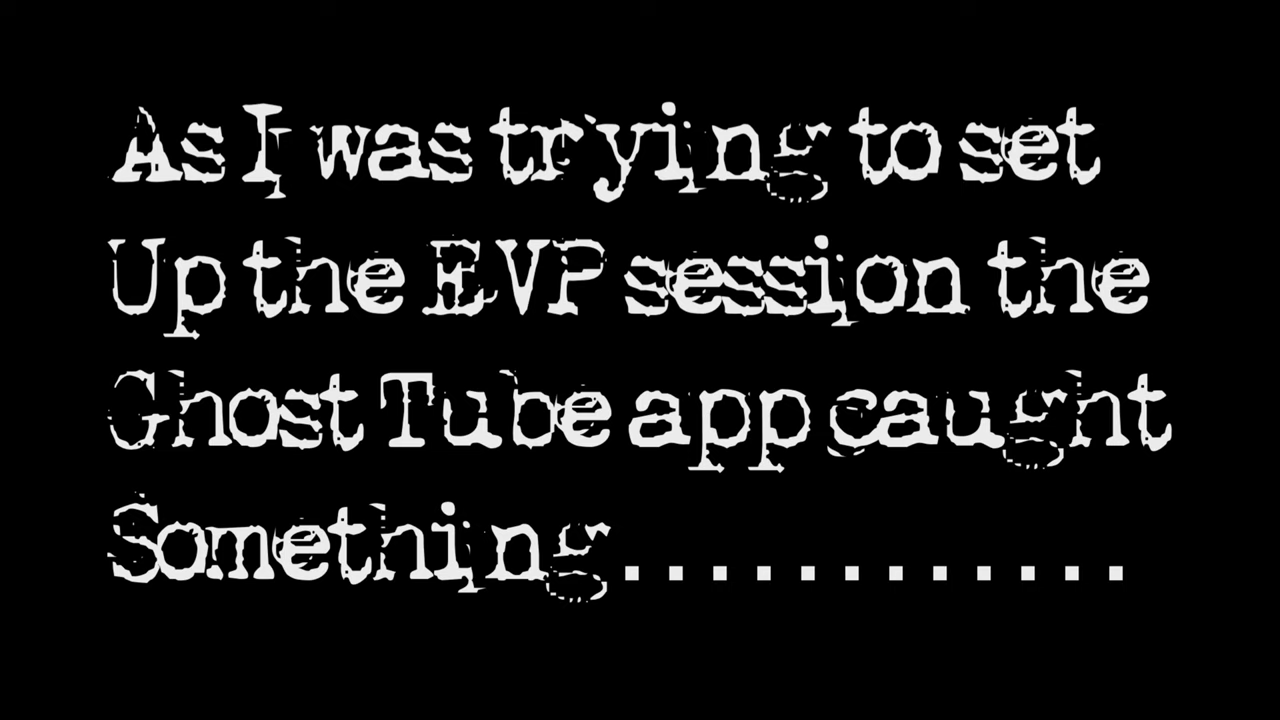 As I was trying to set
Up the EVP session the
Ghost Tube app caught
Something............